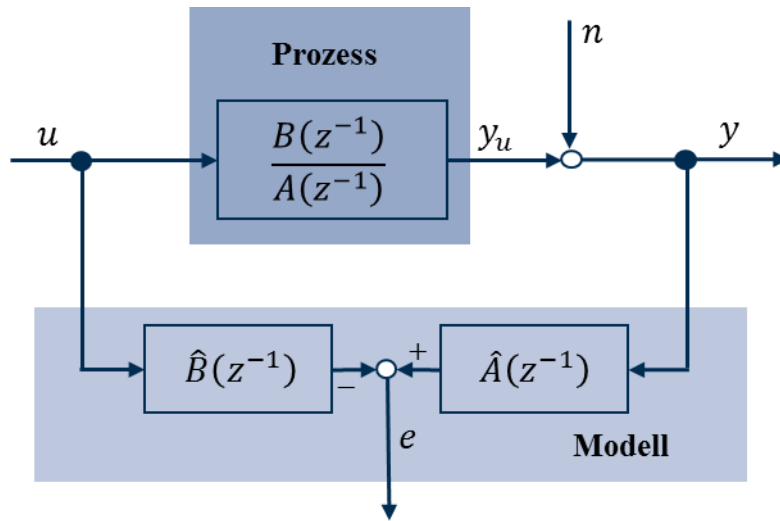 Prozess
n
u
B(z⁻¹)
A(z⁻¹)
y_u
y
B̂(z⁻¹)
−
+
Â(z⁻¹)
e
Modell